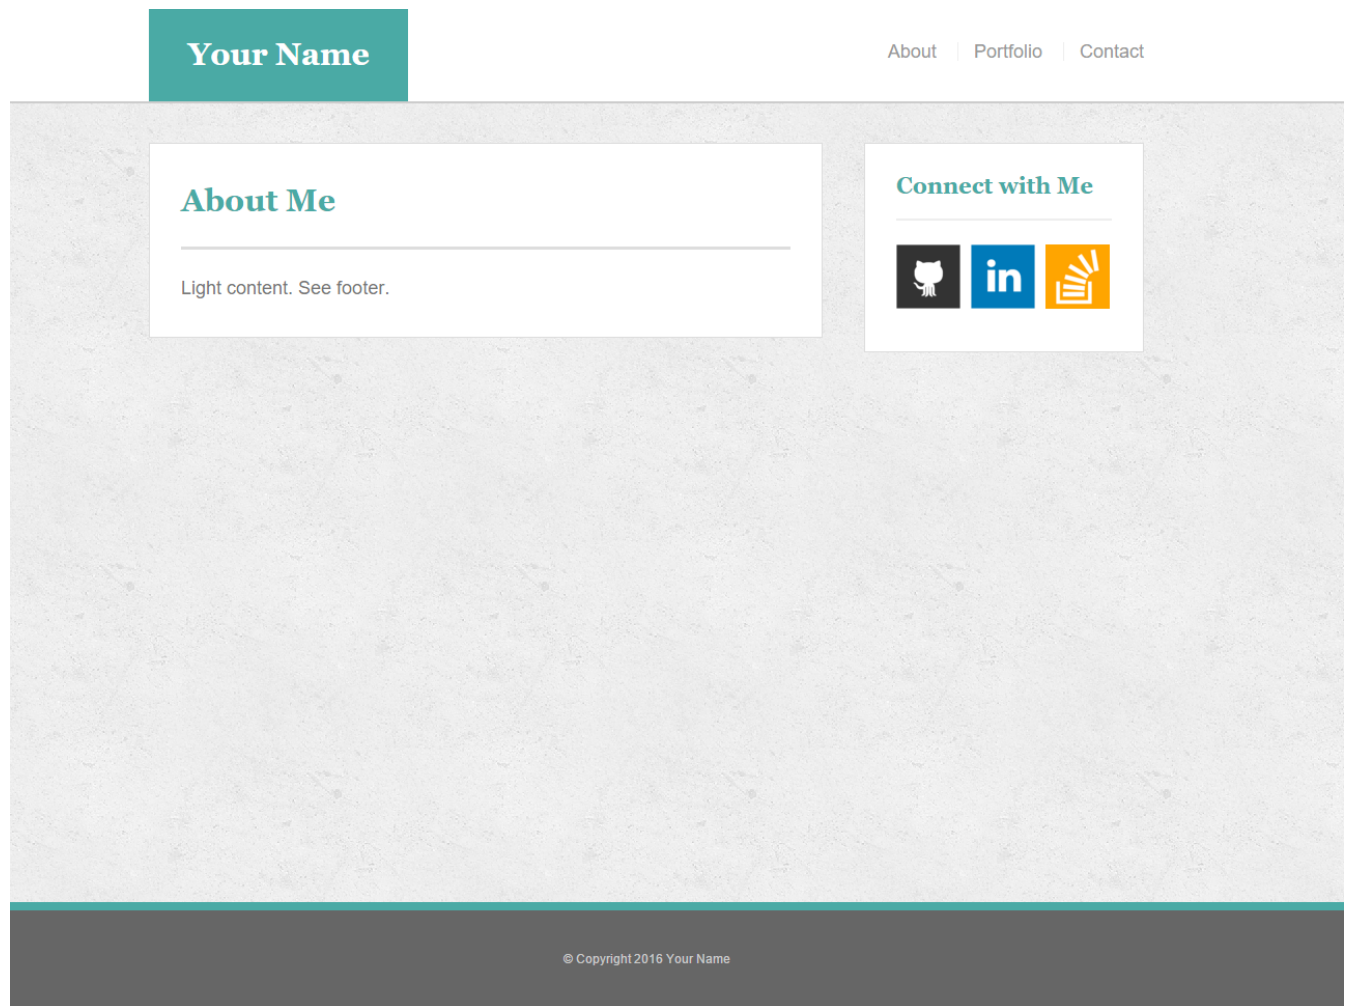 Your Name
About
Portfolio
Contact
About Me
Light content. See footer.
Connect with Me
in
© Copyright 2016 Your Name